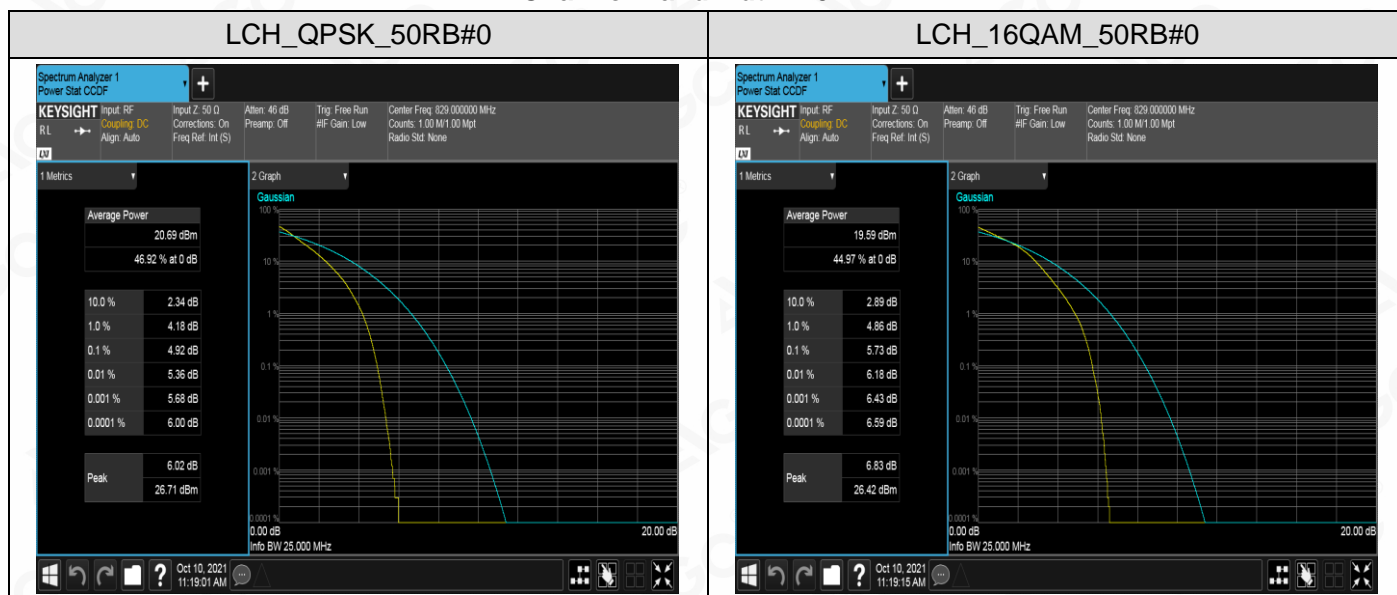 LCH_QPSK_50RB#0
LCH_16QAM_50RB#0
Spectrum Analyzer 1
Power Stat CCDF
+
KEYSIGHT
RL
LXI
Input: RF
Coupling: DC
Align: Auto
Input Z: 50 Ω
Corrections: On
Freq Ref: Int (S)
Atten: 46 dB
Preamp: Off
Trig: Free Run
#IF Gain: Low
Center Freq: 829.000000 MHz
Counts: 1.00 M/1.00 Mpt
Radio Std: None
1 Metrics
Average Power
20.69 dBm
46.92 % at 0 dB
10.0 % 2.34 dB
1.0 % 4.18 dB
0.1 % 4.92 dB
0.01 % 5.36 dB
0.001 % 5.68 dB
0.0001 % 6.00 dB
Peak
6.02 dB
26.71 dBm
2 Graph
Gaussian
100 %
10 %
1 %
0.1 %
0.01 %
0.001 %
0.0001 %
0.00 dB
20.00 dB
Info BW 25.000 MHz
?
Oct 10, 2021
11:19:01 AM
Spectrum Analyzer 1
Power Stat CCDF
+
KEYSIGHT
RL
LXI
Input: RF
Coupling: DC
Align: Auto
Input Z: 50 Ω
Corrections: On
Freq Ref: Int (S)
Atten: 46 dB
Preamp: Off
Trig: Free Run
#IF Gain: Low
Center Freq: 829.000000 MHz
Counts: 1.00 M/1.00 Mpt
Radio Std: None
1 Metrics
Average Power
19.59 dBm
44.97 % at 0 dB
10.0 % 2.89 dB
1.0 % 4.86 dB
0.1 % 5.73 dB
0.01 % 6.18 dB
0.001 % 6.43 dB
0.0001 % 6.59 dB
Peak
6.83 dB
26.42 dBm
2 Graph
Gaussian
100 %
10 %
1 %
0.1 %
0.01 %
0.001 %
0.0001 %
0.00 dB
20.00 dB
Info BW 25.000 MHz
?
Oct 10, 2021
11:19:15 AM